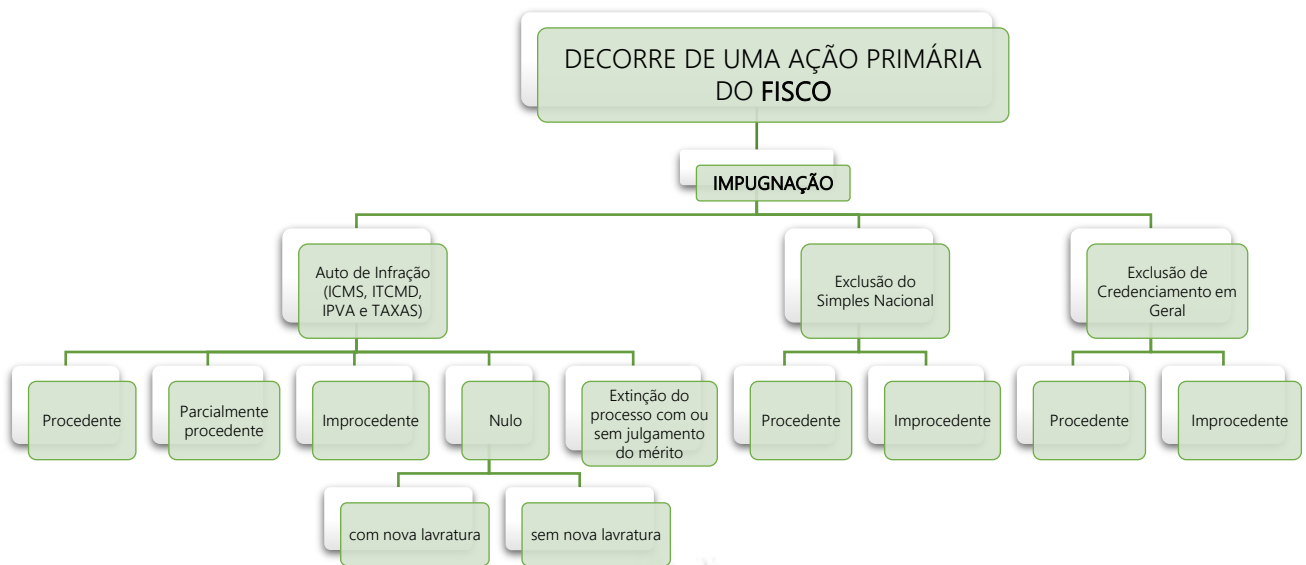 DECORRE DE UMA AÇÃO PRIMÁRIA
DO FISCO
IMPUGNAÇÃO
Auto de Infração
(ICMS, ITCMD,
IPVA e TAXAS)
Exclusão do
Simples Nacional
Exclusão de
Credenciamento em
Geral
Procedente
Parcialmente
procedente
Improcedente
Nulo
Extinção do
processo com ou
sem julgamento
do mérito
Procedente
Improcedente
Procedente
Improcedente
com nova lavratura
sem nova lavratura